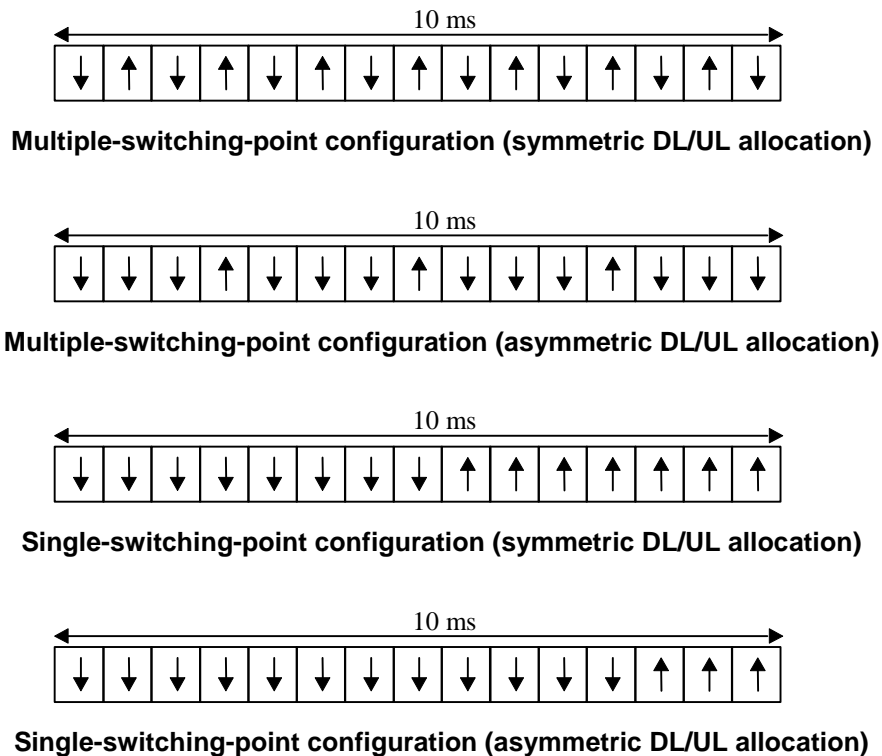 10 ms
Multiple-switching-point configuration (symmetric DL/UL allocation)
10 ms
Multiple-switching-point configuration (asymmetric DL/UL allocation)
10 ms
Single-switching-point configuration (symmetric DL/UL allocation)
10 ms
Single-switching-point configuration (asymmetric DL/UL allocation)